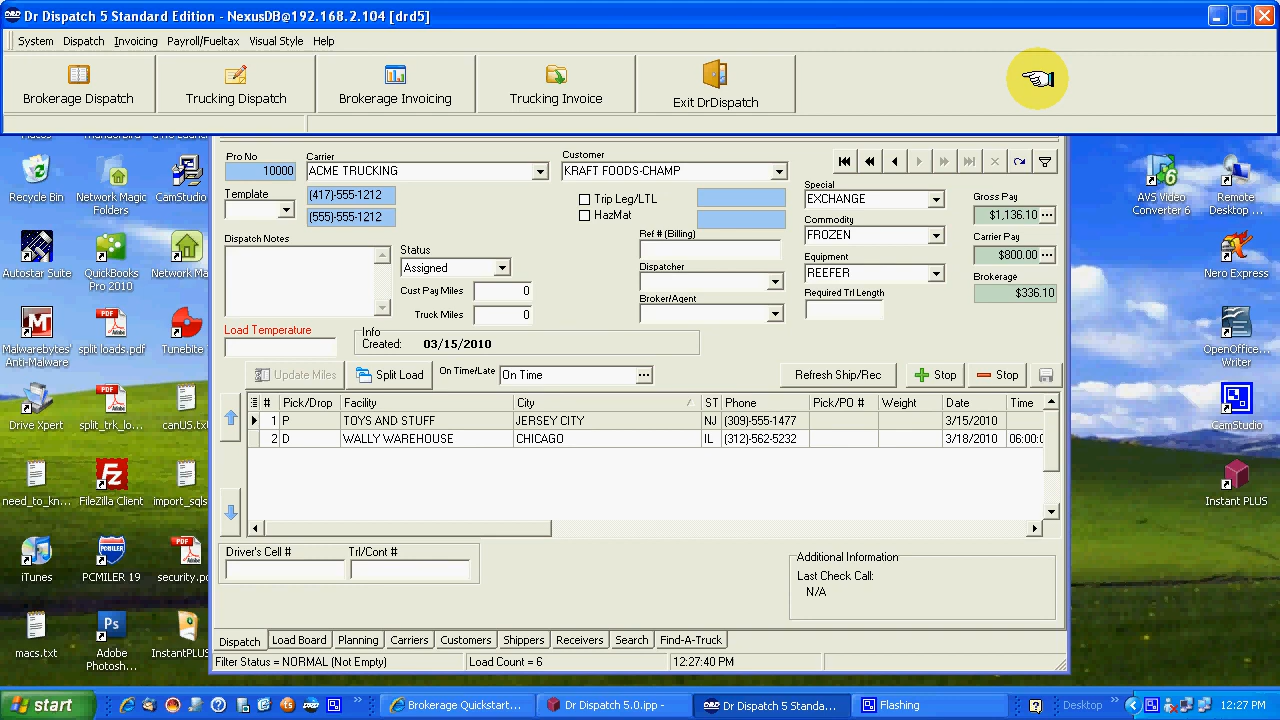 Dr Dispatch 5 Standard Edition - NexusDB@192.168.2.104 [drd5]
System Dispatch Invoicing Payroll/Fueltax Visual Style Help
Brokerage Dispatch Trucking Dispatch Brokerage Invoicing Trucking Invoice Exit DrDispatch
Recycle Bin
Network Magic Folders
CamStudio
Autostar Suite
QuickBooks Pro 2010
Network Ma
Malwarebytes' Anti-Malware
split loads.pdf
Tunebite
Drive Xpert
split_trk_lo...
canUS.txt
need_to_kn...
FileZilla Client
import_sqls
iTunes
PCMILER 19
security.pd
macs.txt
Adobe Photosh...
InstantPLUS
Pro No
10000
Carrier
ACME TRUCKING
Customer
KRAFT FOODS-CHAMP
Template
(417)-555-1212
(555)-555-1212
Trip Leg/LTL
HazMat
Special
EXCHANGE
Gross Pay
$1,136.10
Commodity
FROZEN
Carrier Pay
$800.00
Equipment
REEFER
Brokerage
$336.10
Required Trl Length
Dispatch Notes
Status
Assigned
Cust Pay Miles 0
Truck Miles 0
Ref # (Billing)
Dispatcher
Broker/Agent
Load Temperature
Info
Created: 03/15/2010
Update Miles Split Load On Time/Late On Time Refresh Ship/Rec Stop Stop
# Pick/Drop Facility City ST Phone Pick/PO # Weight Date Time
1 P TOYS AND STUFF JERSEY CITY NJ (309)-555-1477 3/15/2010
2 D WALLY WAREHOUSE CHICAGO IL (312)-562-5232 3/18/2010 06:00:0
Driver's Cell # Trl/Cont #
Additional Information
Last Check Call:
N/A
Dispatch Load Board Planning Carriers Customers Shippers Receivers Search Find-A-Truck
Filter Status = NORMAL (Not Empty) Load Count = 6 12:27:40 PM
AVS Video Converter 6
Remote Desktop ...
Nero Express
OpenOffice... Writer
CamStudio
Instant PLUS
start Brokerage Quickstart... Dr Dispatch 5.0.ipp - Dr Dispatch 5 Standa... Flashing Desktop 12:27 PM